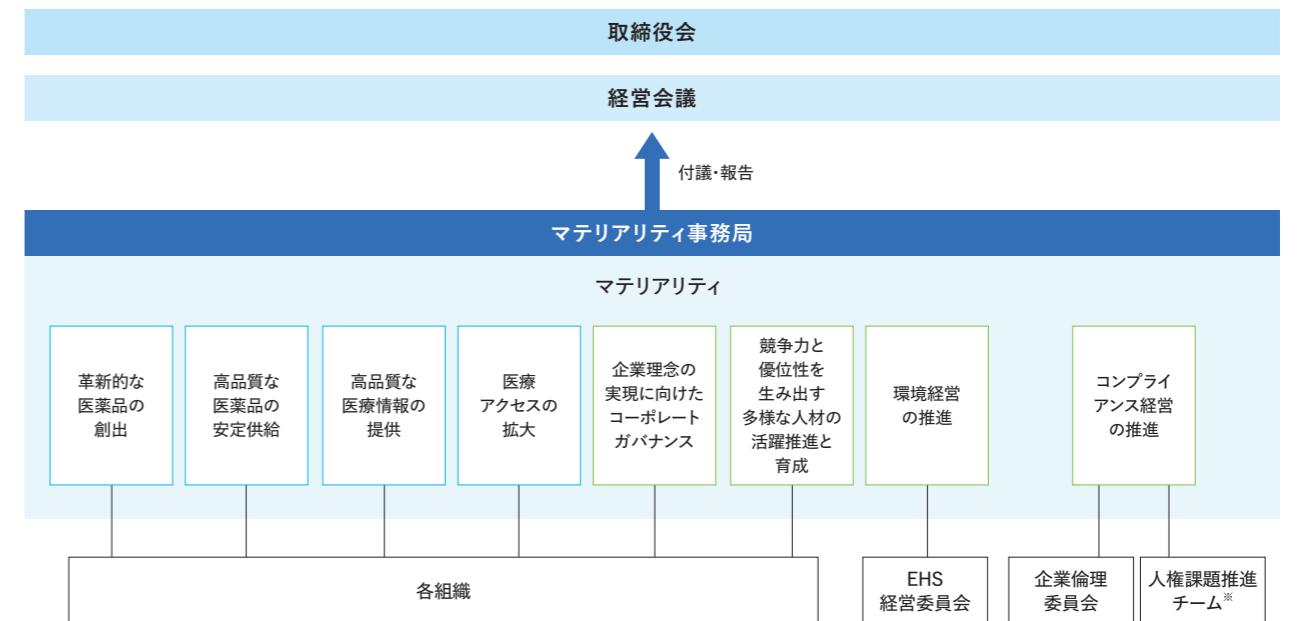 取締役会
経営会議
付議・報告
マテリアリティ事務局
マテリアリティ
革新的な
医薬品の
創出
高品質な
医薬品の
安定供給
高品質な
医療情報の
提供
医療
アクセスの
拡大
企業理念の
実現に向けた
コーポレート
ガバナンス
競争力と
優位性を
生み出す
多様な人材の
活躍推進と
育成
環境経営
の推進
コンプライ
アンス経営
の推進
各組織
EHS
経営委員会
企業倫理
委員会
人権課題推進
チーム※